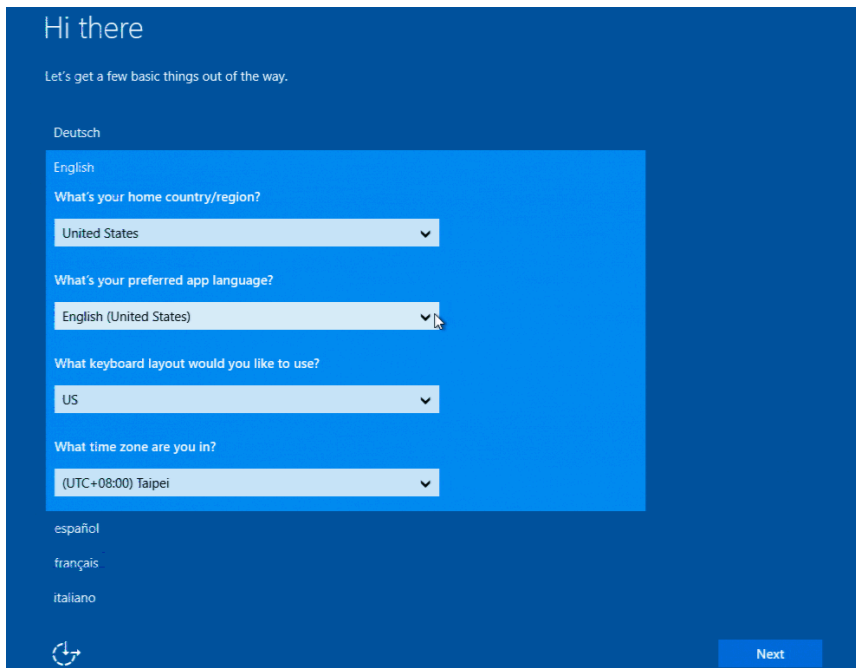 Hi there
Let's get a few basic things out of the way.
Deutsch
English
What's your home country/region?
United States
What's your preferred app language?
English (United States)
What keyboard layout would you like to use?
US
What time zone are you in?
(UTC+08:00) Taipei
español
français
italiano
Next